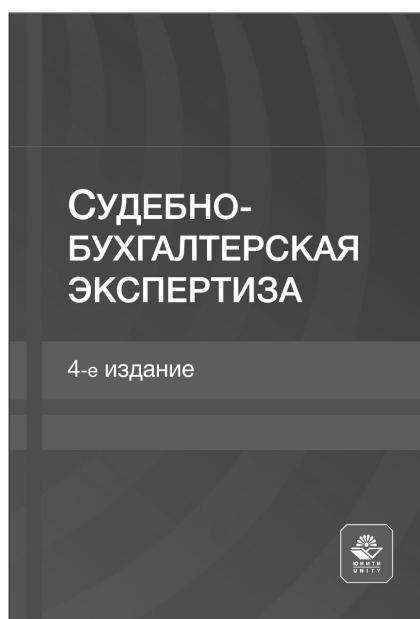 СУДЕБНО-
БУХГАЛТЕРСКАЯ
ЭКСПЕРТИЗА
4-е издание
ЮНИТИ
UNITY